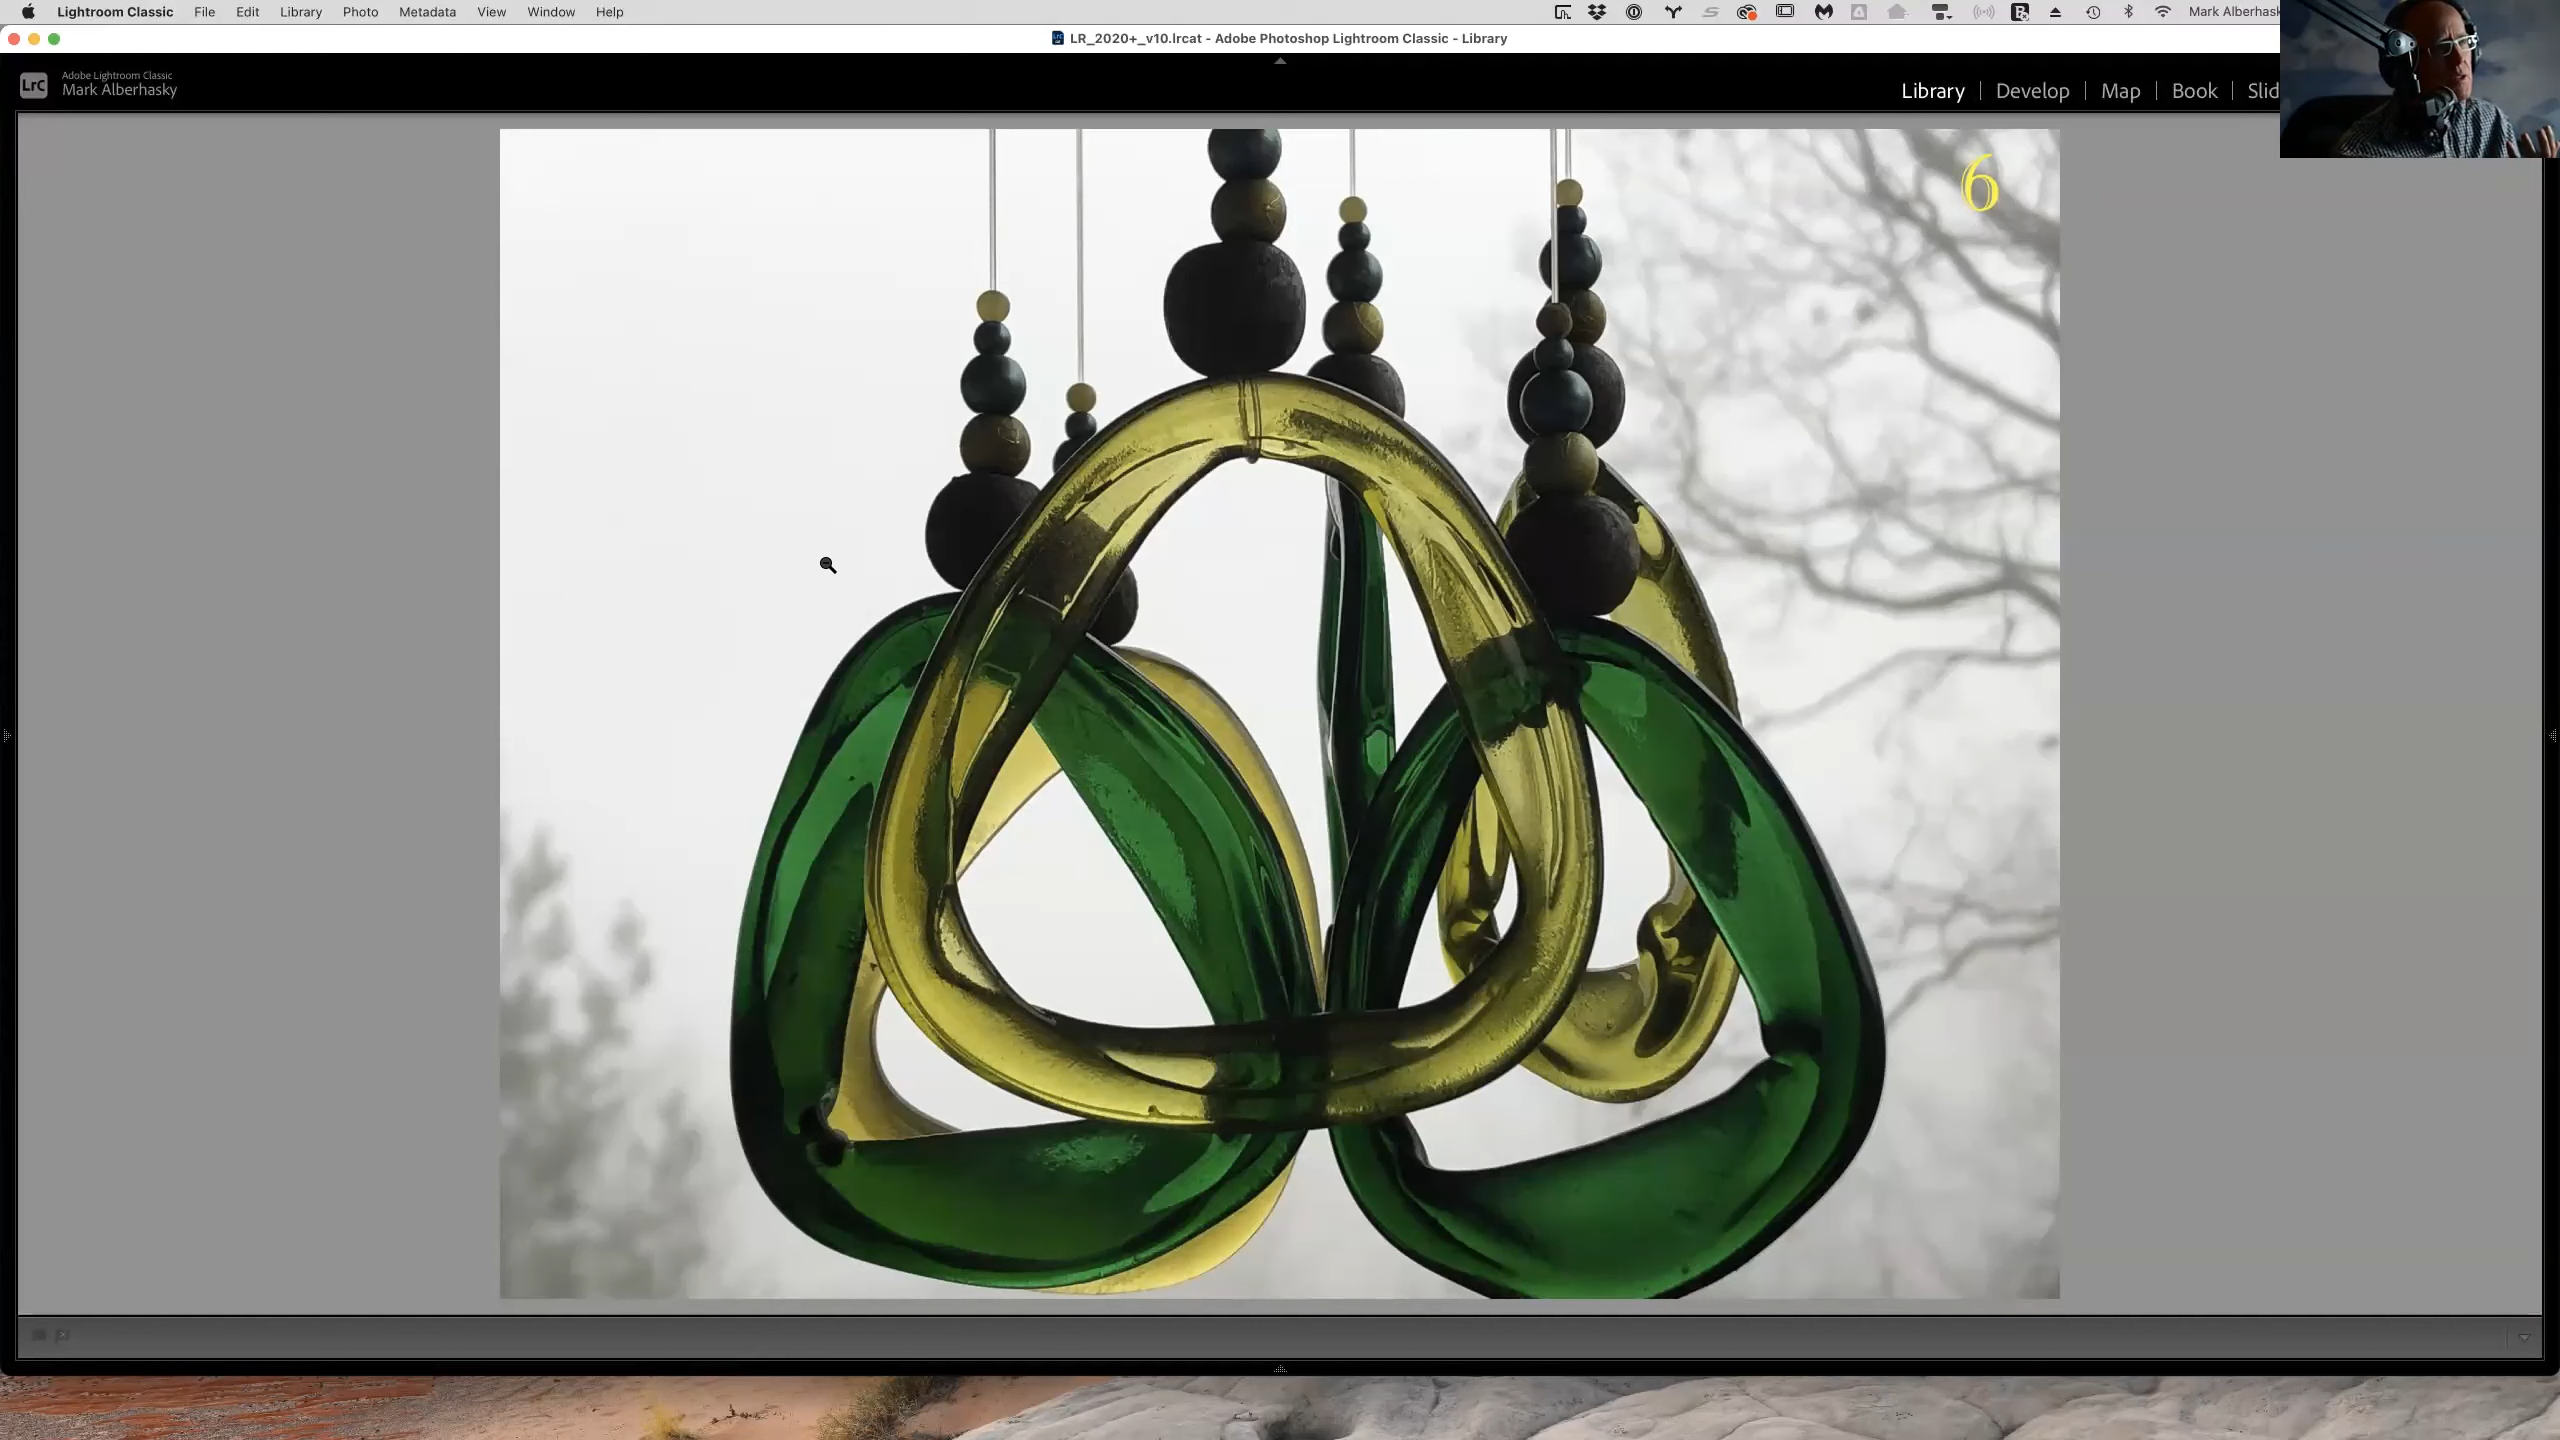 Lightroom Classic File Edit Library Photo Metadata View Window Help Mark Alberhask
LR_2020+_v10.lrcat - Adobe Photoshop Lightroom Classic - Library
LrC Adobe Lightroom Classic
Mark Alberhasky
Library | Develop | Map | Book | Slid
6